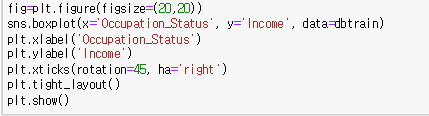 fig=plt.figure(figsize=(20,20))
sns.boxplot(x='Occupation_Status', y='Income', data=dbtrain)
plt.xlabel('Occupation_Status')
plt.ylabel('Income')
plt.xticks(rotation=45, ha='right')
plt.tight_layout()
plt.show()